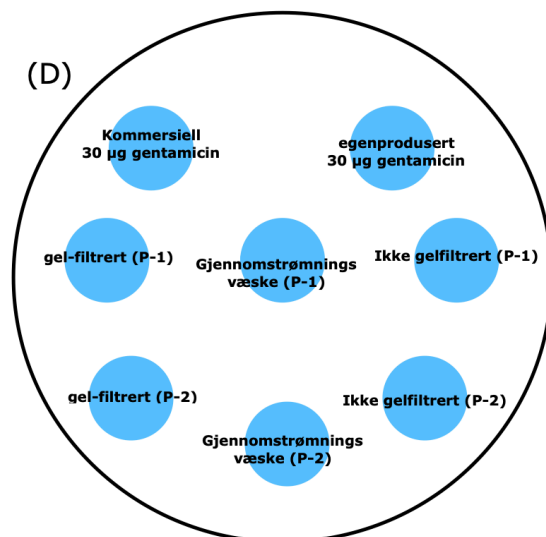 (D)
Kommersiell
30 µg gentamicin
egenprodusert
30 µg gentamicin
gel-filtrert (P-1)
Gjennomstrømnings
væske (P-1)
Ikke gelfiltrert (P-1)
gel-filtrert (P-2)
Gjennomstrømnings
væske (P-2)
Ikke gelfiltrert (P-2)